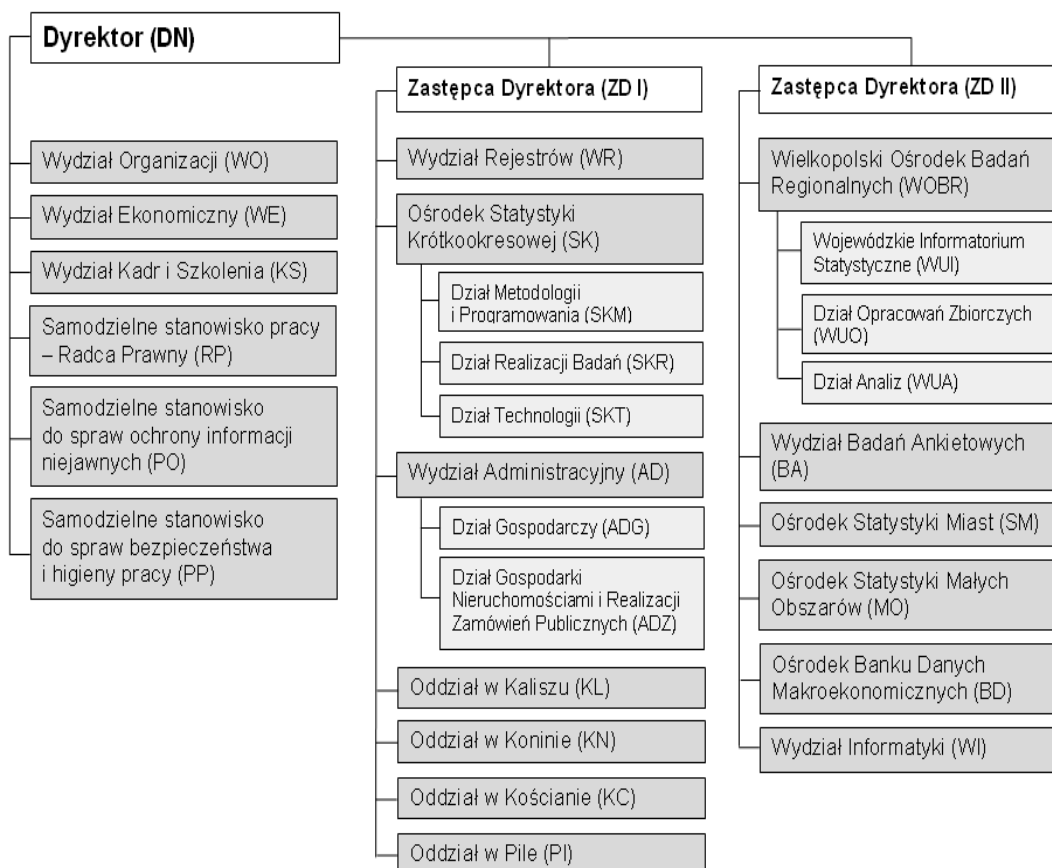 Dyrektor (DN)
Wydział Organizacji (WO)
Wydział Ekonomiczny (WE)
Wydział Kadr i Szkolenia (KS)
Samodzielne stanowisko pracy
– Radca Prawny (RP)
Samodzielne stanowisko
do spraw ochrony informacji
niejawnych (PO)
Samodzielne stanowisko
do spraw bezpieczeństwa
i higieny pracy (PP)
Zastępca Dyrektora (ZD I)
Wydział Rejestrów (WR)
Ośrodek Statystyki
Krótkookresowej (SK)
Dział Metodologii
i Programowania (SKM)
Dział Realizacji Badań (SKR)
Dział Technologii (SKT)
Wydział Administracyjny (AD)
Dział Gospodarczy (ADG)
Dział Gospodarki
Nieruchomościami i Realizacji
Zamówień Publicznych (ADZ)
Oddział w Kaliszu (KL)
Oddział w Koninie (KN)
Oddział w Kościanie (KC)
Oddział w Pile (PI)
Zastępca Dyrektora (ZD II)
Wielkopolski Ośrodek Badań
Regionalnych (WOBR)
Wojewódzkie Informatorium
Statystyczne (WUI)
Dział Opracowań Zbiorczych
(WUO)
Dział Analiz (WUA)
Wydział Badań Ankietowych
(BA)
Ośrodek Statystyki Miast (SM)
Ośrodek Statystyki Małych
Obszarów (MO)
Ośrodek Banku Danych
Makroekonomicznych (BD)
Wydział Informatyki (WI)